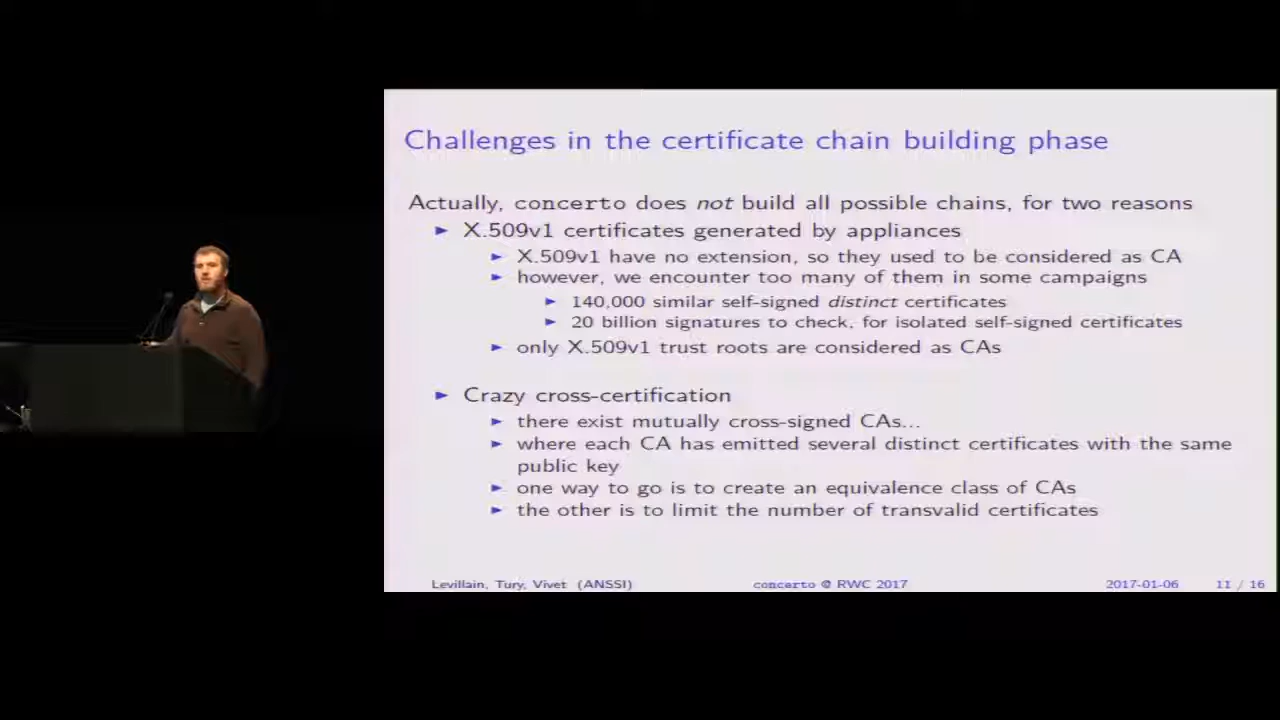 Challenges in the certificate chain building phase
Actually, concerto does not build all possible chains, for two reasons
► X.509v1 certificates generated by appliances
► X.509v1 have no extension, so they used to be considered as CA
► however, we encounter too many of them in some campaigns
► 140,000 similar self-signed distinct certificates
► 20 billion signatures to check, for isolated self-signed certificates
► only X.509v1 trust roots are considered as CAs
► Crazy cross-certification
► there exist mutually cross-signed CAs...
► where each CA has emitted several distinct certificates with the same
public key
► one way to go is to create an equivalence class of CAs
► the other is to limit the number of transvalid certificates
Levillain, Tury, Vivet (ANSSI) concerto @ RWC 2017 2017-01-06 11 / 16